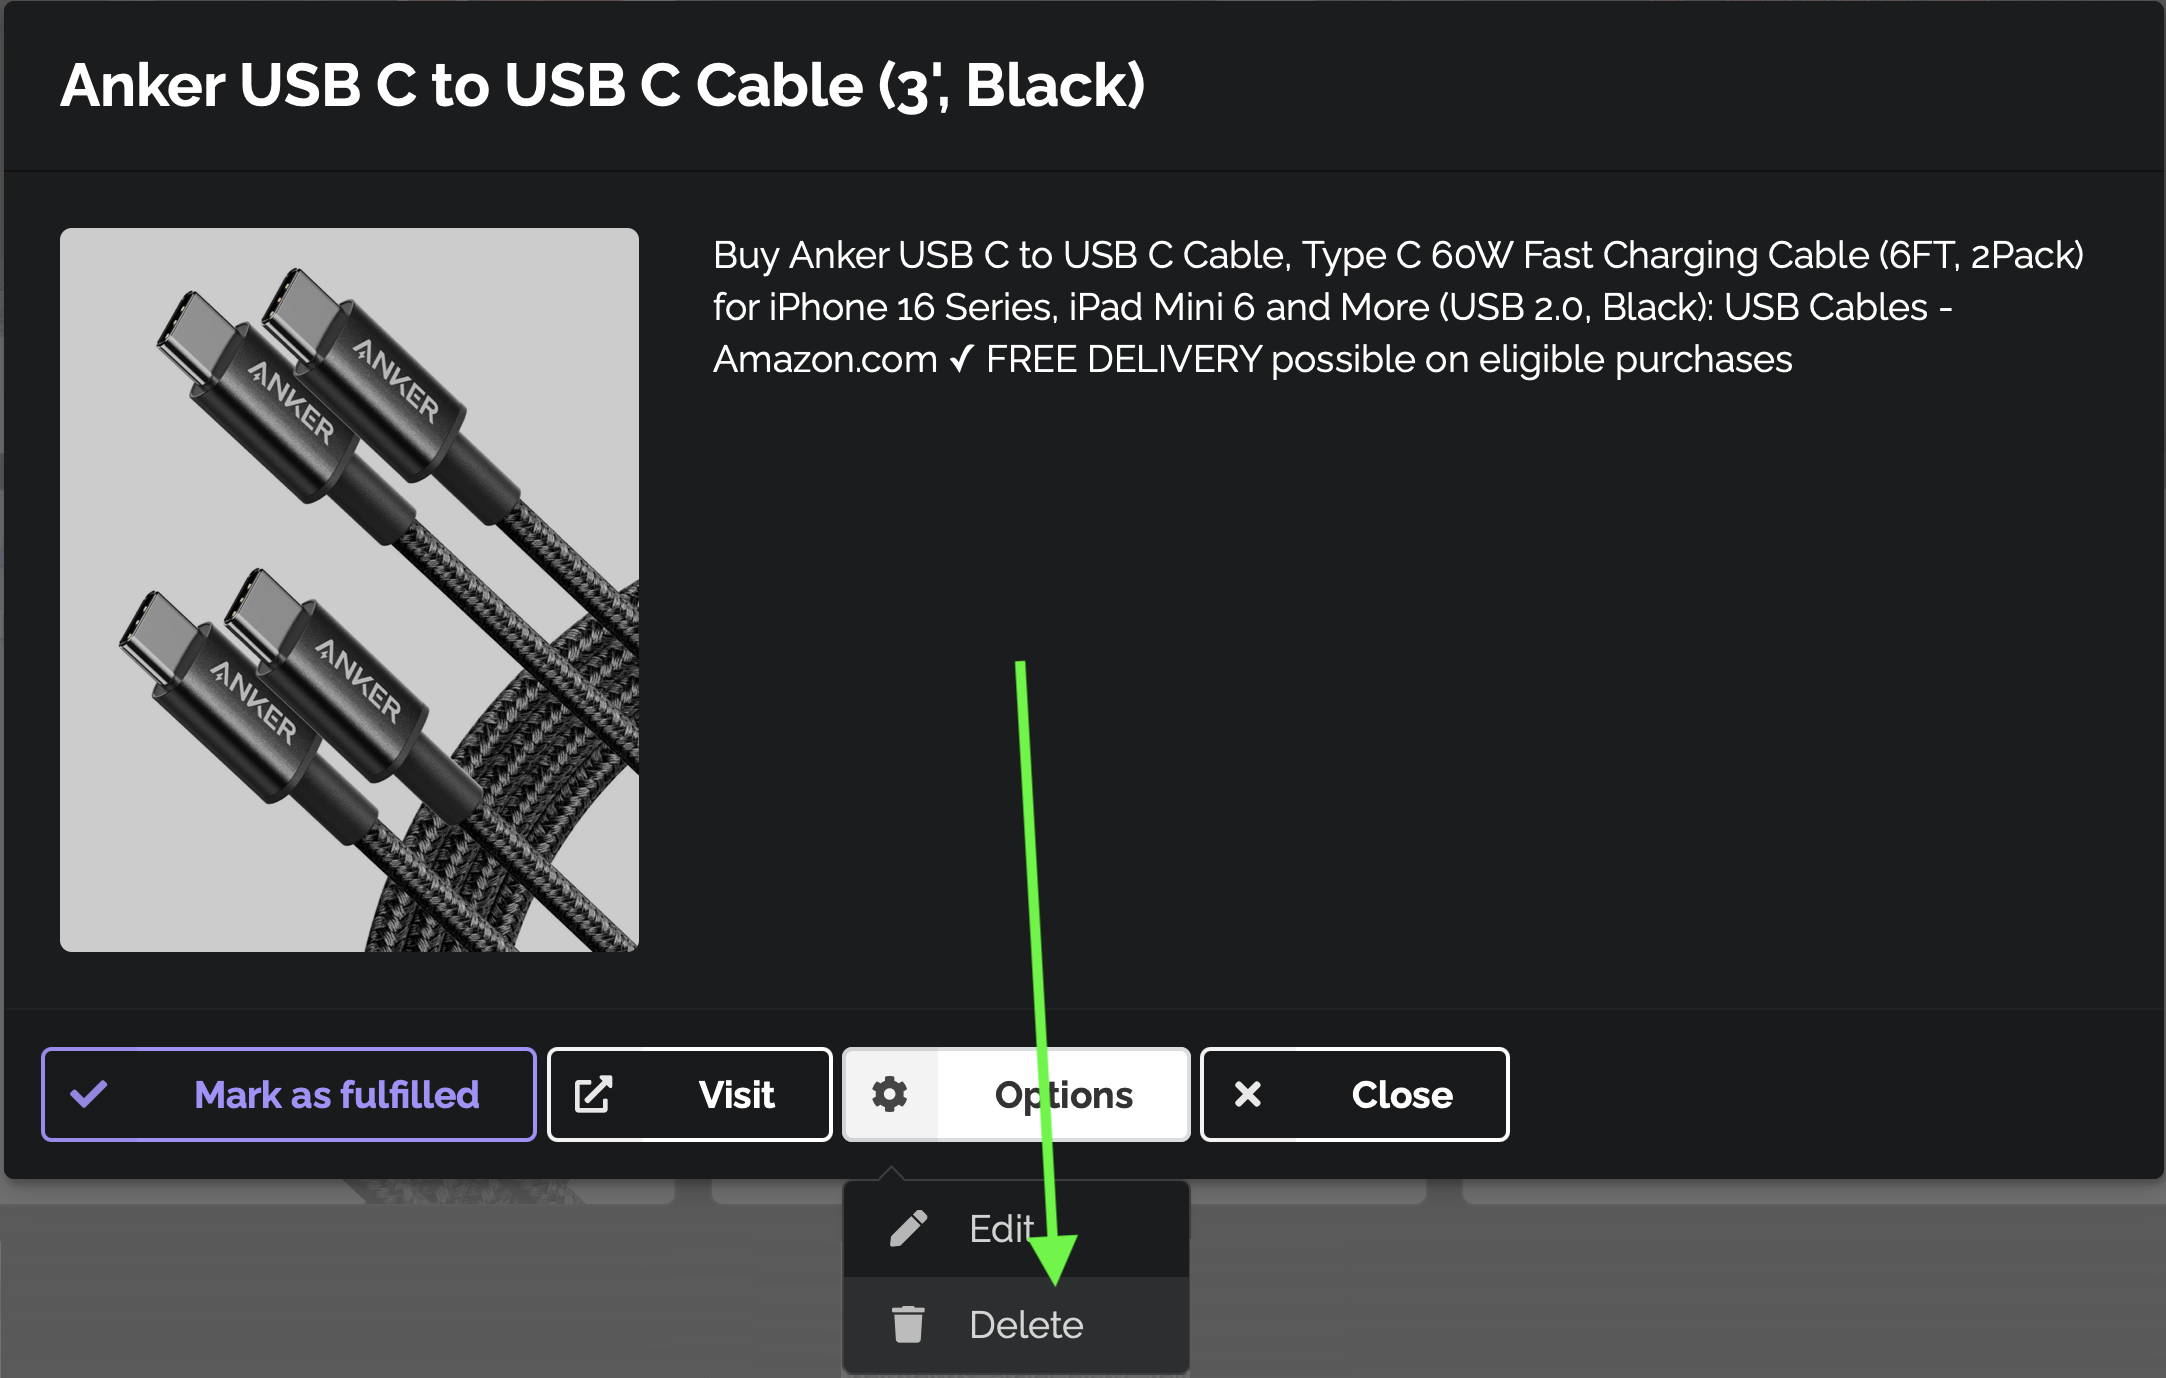 Anker USB C to USB C Cable (3', Black)
Buy Anker USB C to USB C Cable, Type C 60W Fast Charging Cable (6FT, 2Pack)
for iPhone 16 Series, iPad Mini 6 and More (USB 2.0, Black): USB Cables -
Amazon.com ✓ FREE DELIVERY possible on eligible purchases
ANKER
ANKER
ANKER
ANKER
Mark as fulfilled
Visit
Options
Close
Edit
Delete